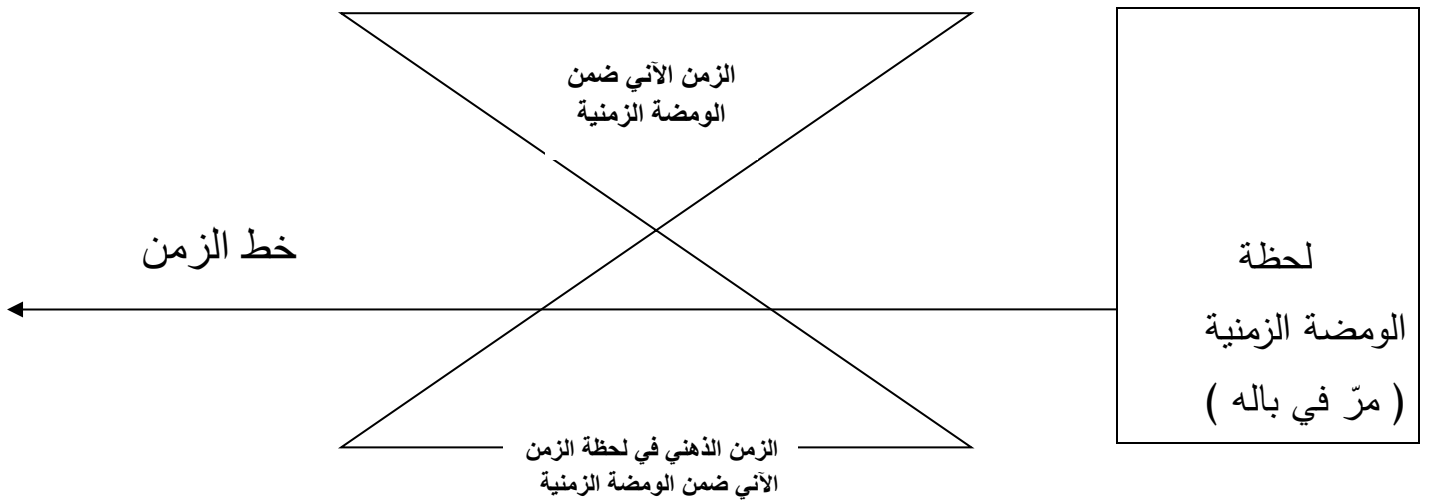 الزمن الآني ضمن
الومضة الزمنية
لحظة
الومضة الزمنية
( مرّ في باله )
خط الزمن
الزمن الذهني في لحظة الزمن
الآني ضمن الومضة الزمنية